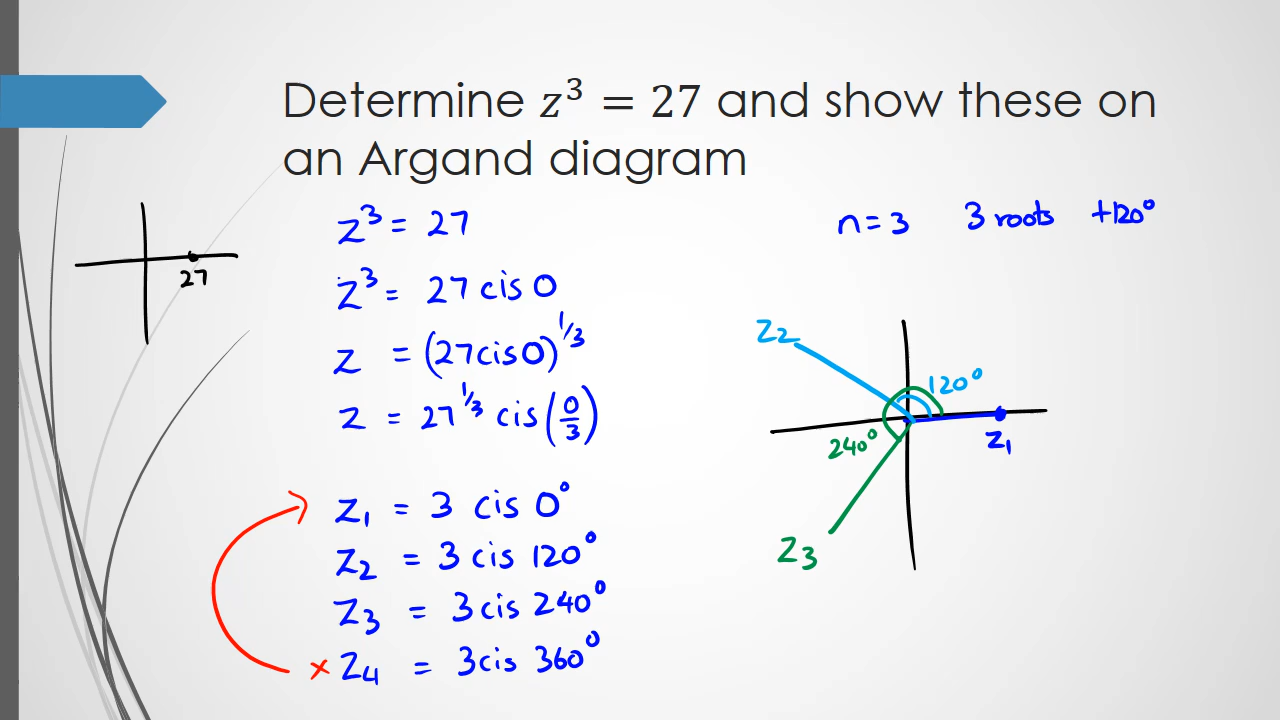 Determine z³ = 27 and show these on
an Argand diagram
27
z³ = 27
z³ = 27 cis 0
z = (27cis0)^1/3
z = 27^1/3 cis(0/3)
z₁ = 3 cis 0°
z₂ = 3 cis 120°
z₃ = 3cis 240°
× z₄ = 3cis 360°
n = 3 3 roots +120°
z₂
120°
240°
z₁
z₃